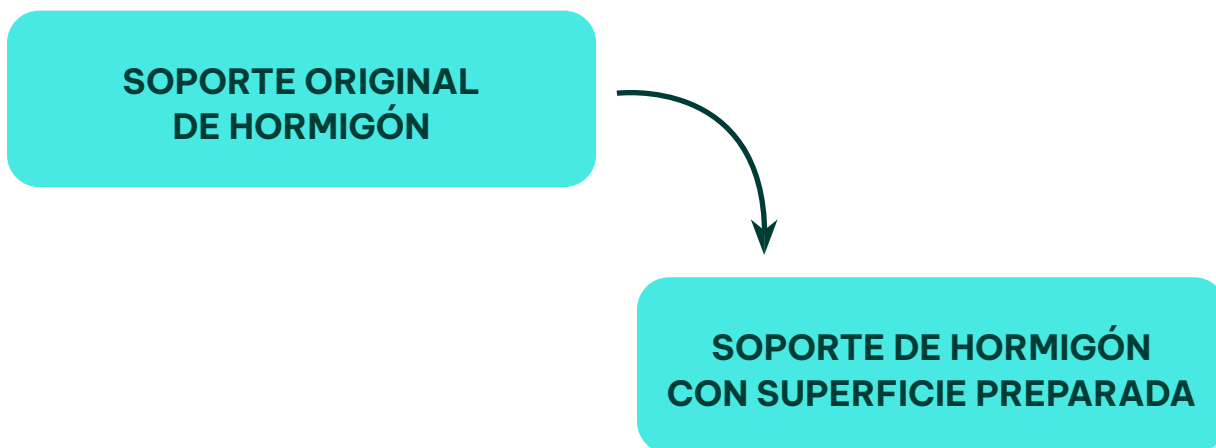 SOPORTE ORIGINAL
DE HORMIGÓN
SOPORTE DE HORMIGÓN
CON SUPERFICIE PREPARADA